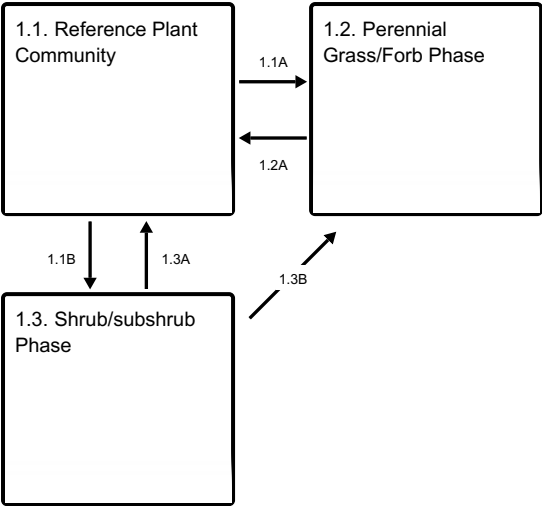 1.1. Reference Plant
Community
1.2. Perennial
Grass/Forb Phase
1.1A
1.2A
1.1B
1.3A
1.3B
1.3. Shrub/subshrub
Phase